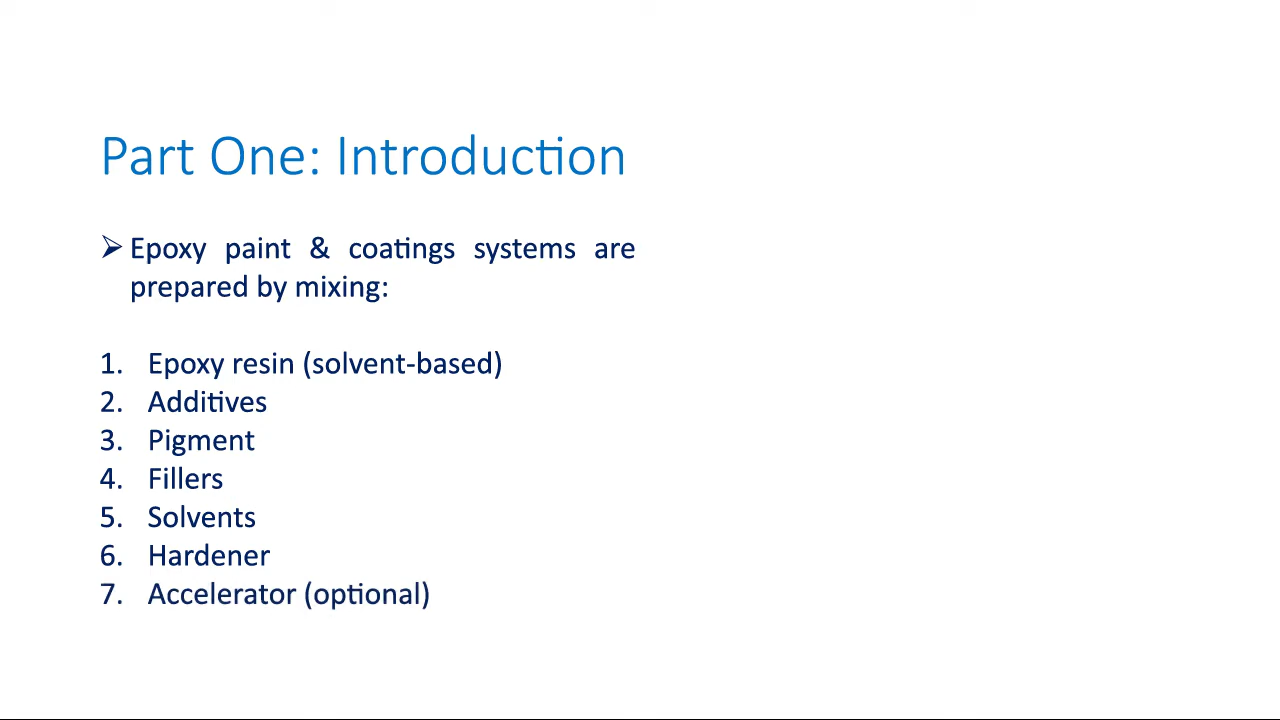 Part One: Introduction
➢ Epoxy paint & coatings systems are
prepared by mixing:
1. Epoxy resin (solvent-based)
2. Additives
3. Pigment
4. Fillers
5. Solvents
6. Hardener
7. Accelerator (optional)